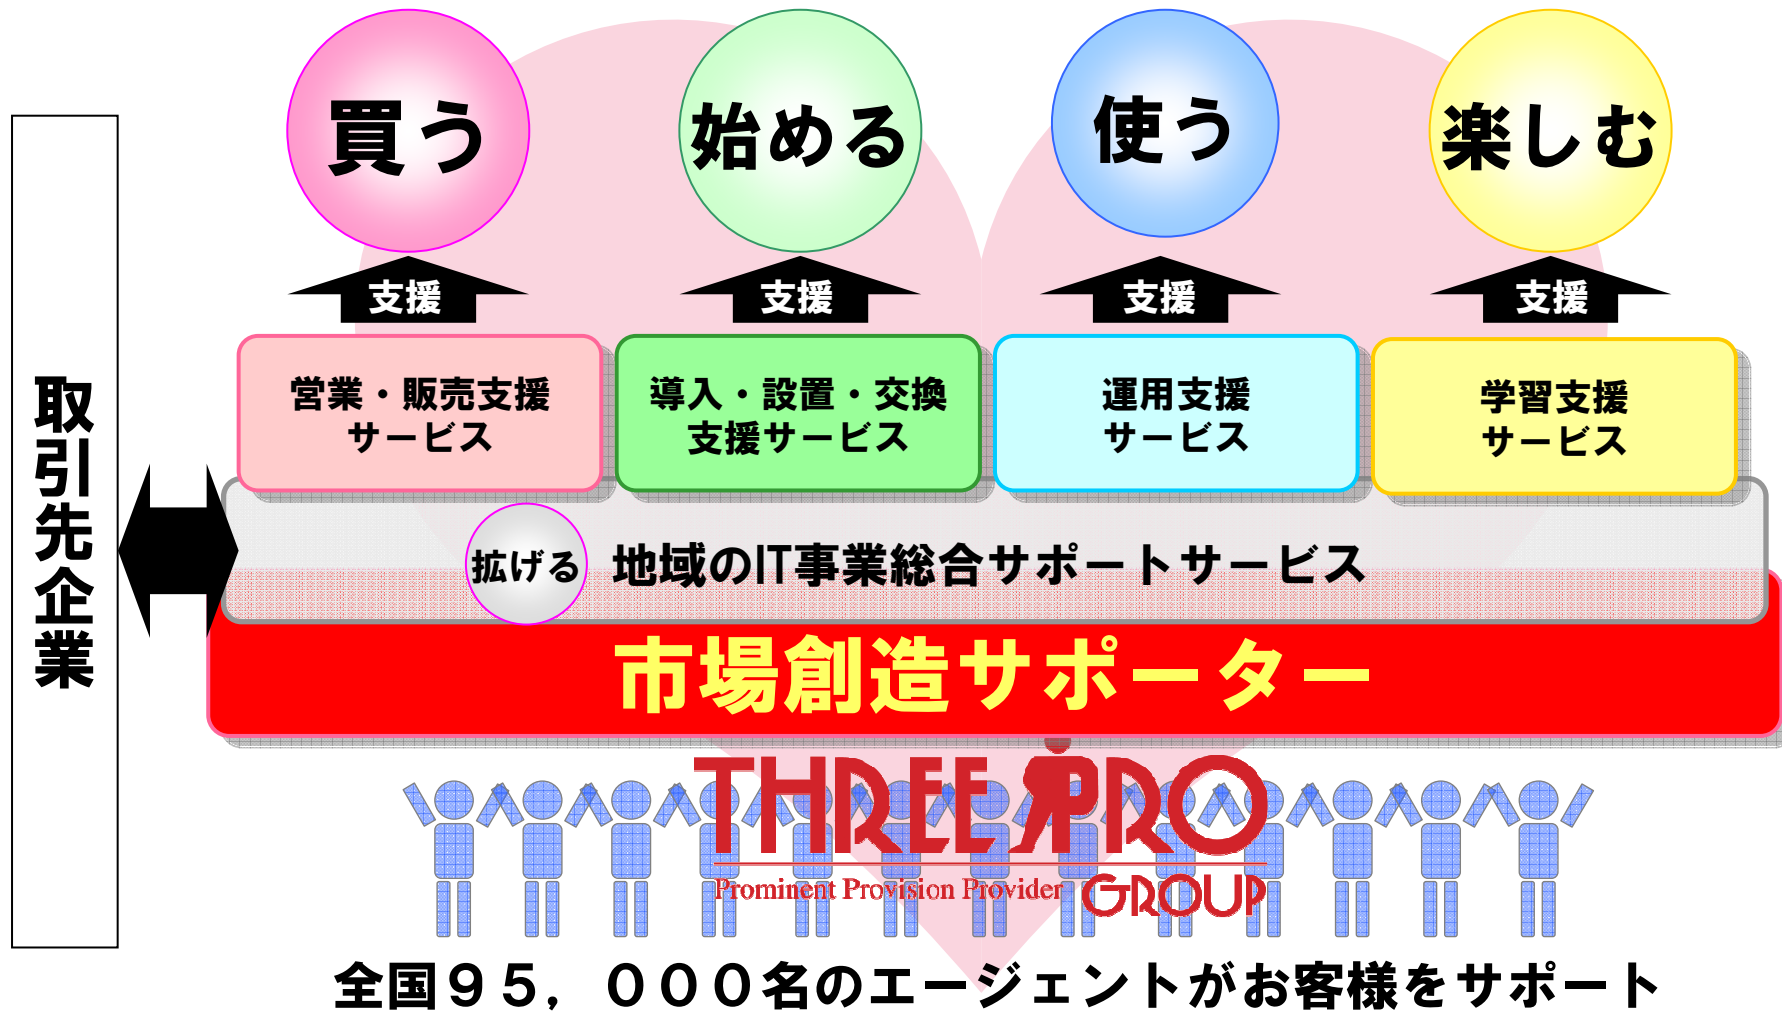 買う
始める
使う
楽しむ
支援
支援
支援
支援
営業・販売支援
サービス
導入・設置・交換
支援サービス
運用支援
サービス
学習支援
サービス
取引先企業
拡げる
地域のIT事業総合サポートサービス
市場創造サポーター
THREE PRO
Prominent Provision Provider
GROUP
全国９５，０００名のエージェントがお客様をサポート